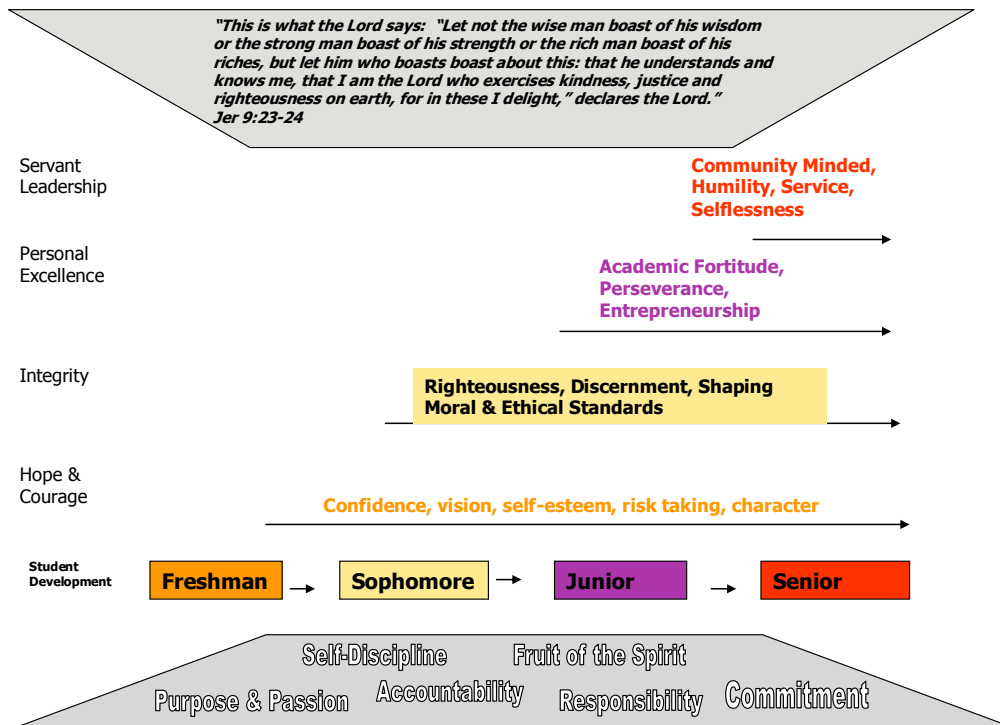 “This is what the Lord says: “Let not the wise man boast of his wisdom
or the strong man boast of his strength or the rich man boast of his
riches, but let him who boasts boast about this: that he understands and
knows me, that I am the Lord who exercises kindness, justice and
righteousness on earth, for in these I delight,” declares the Lord.”
Jer 9:23-24
Servant
Leadership
Community Minded,
Humility, Service,
Selflessness
Personal
Excellence
Academic Fortitude,
Perseverance,
Entrepreneurship
Integrity
Righteousness, Discernment, Shaping
Moral & Ethical Standards
Hope &
Courage
Confidence, vision, self-esteem, risk taking, character
Student
Development
Freshman
Sophomore
Junior
Senior
Self-Discipline
Fruit of the Spirit
Purpose & Passion
Accountability
Responsibility
Commitment